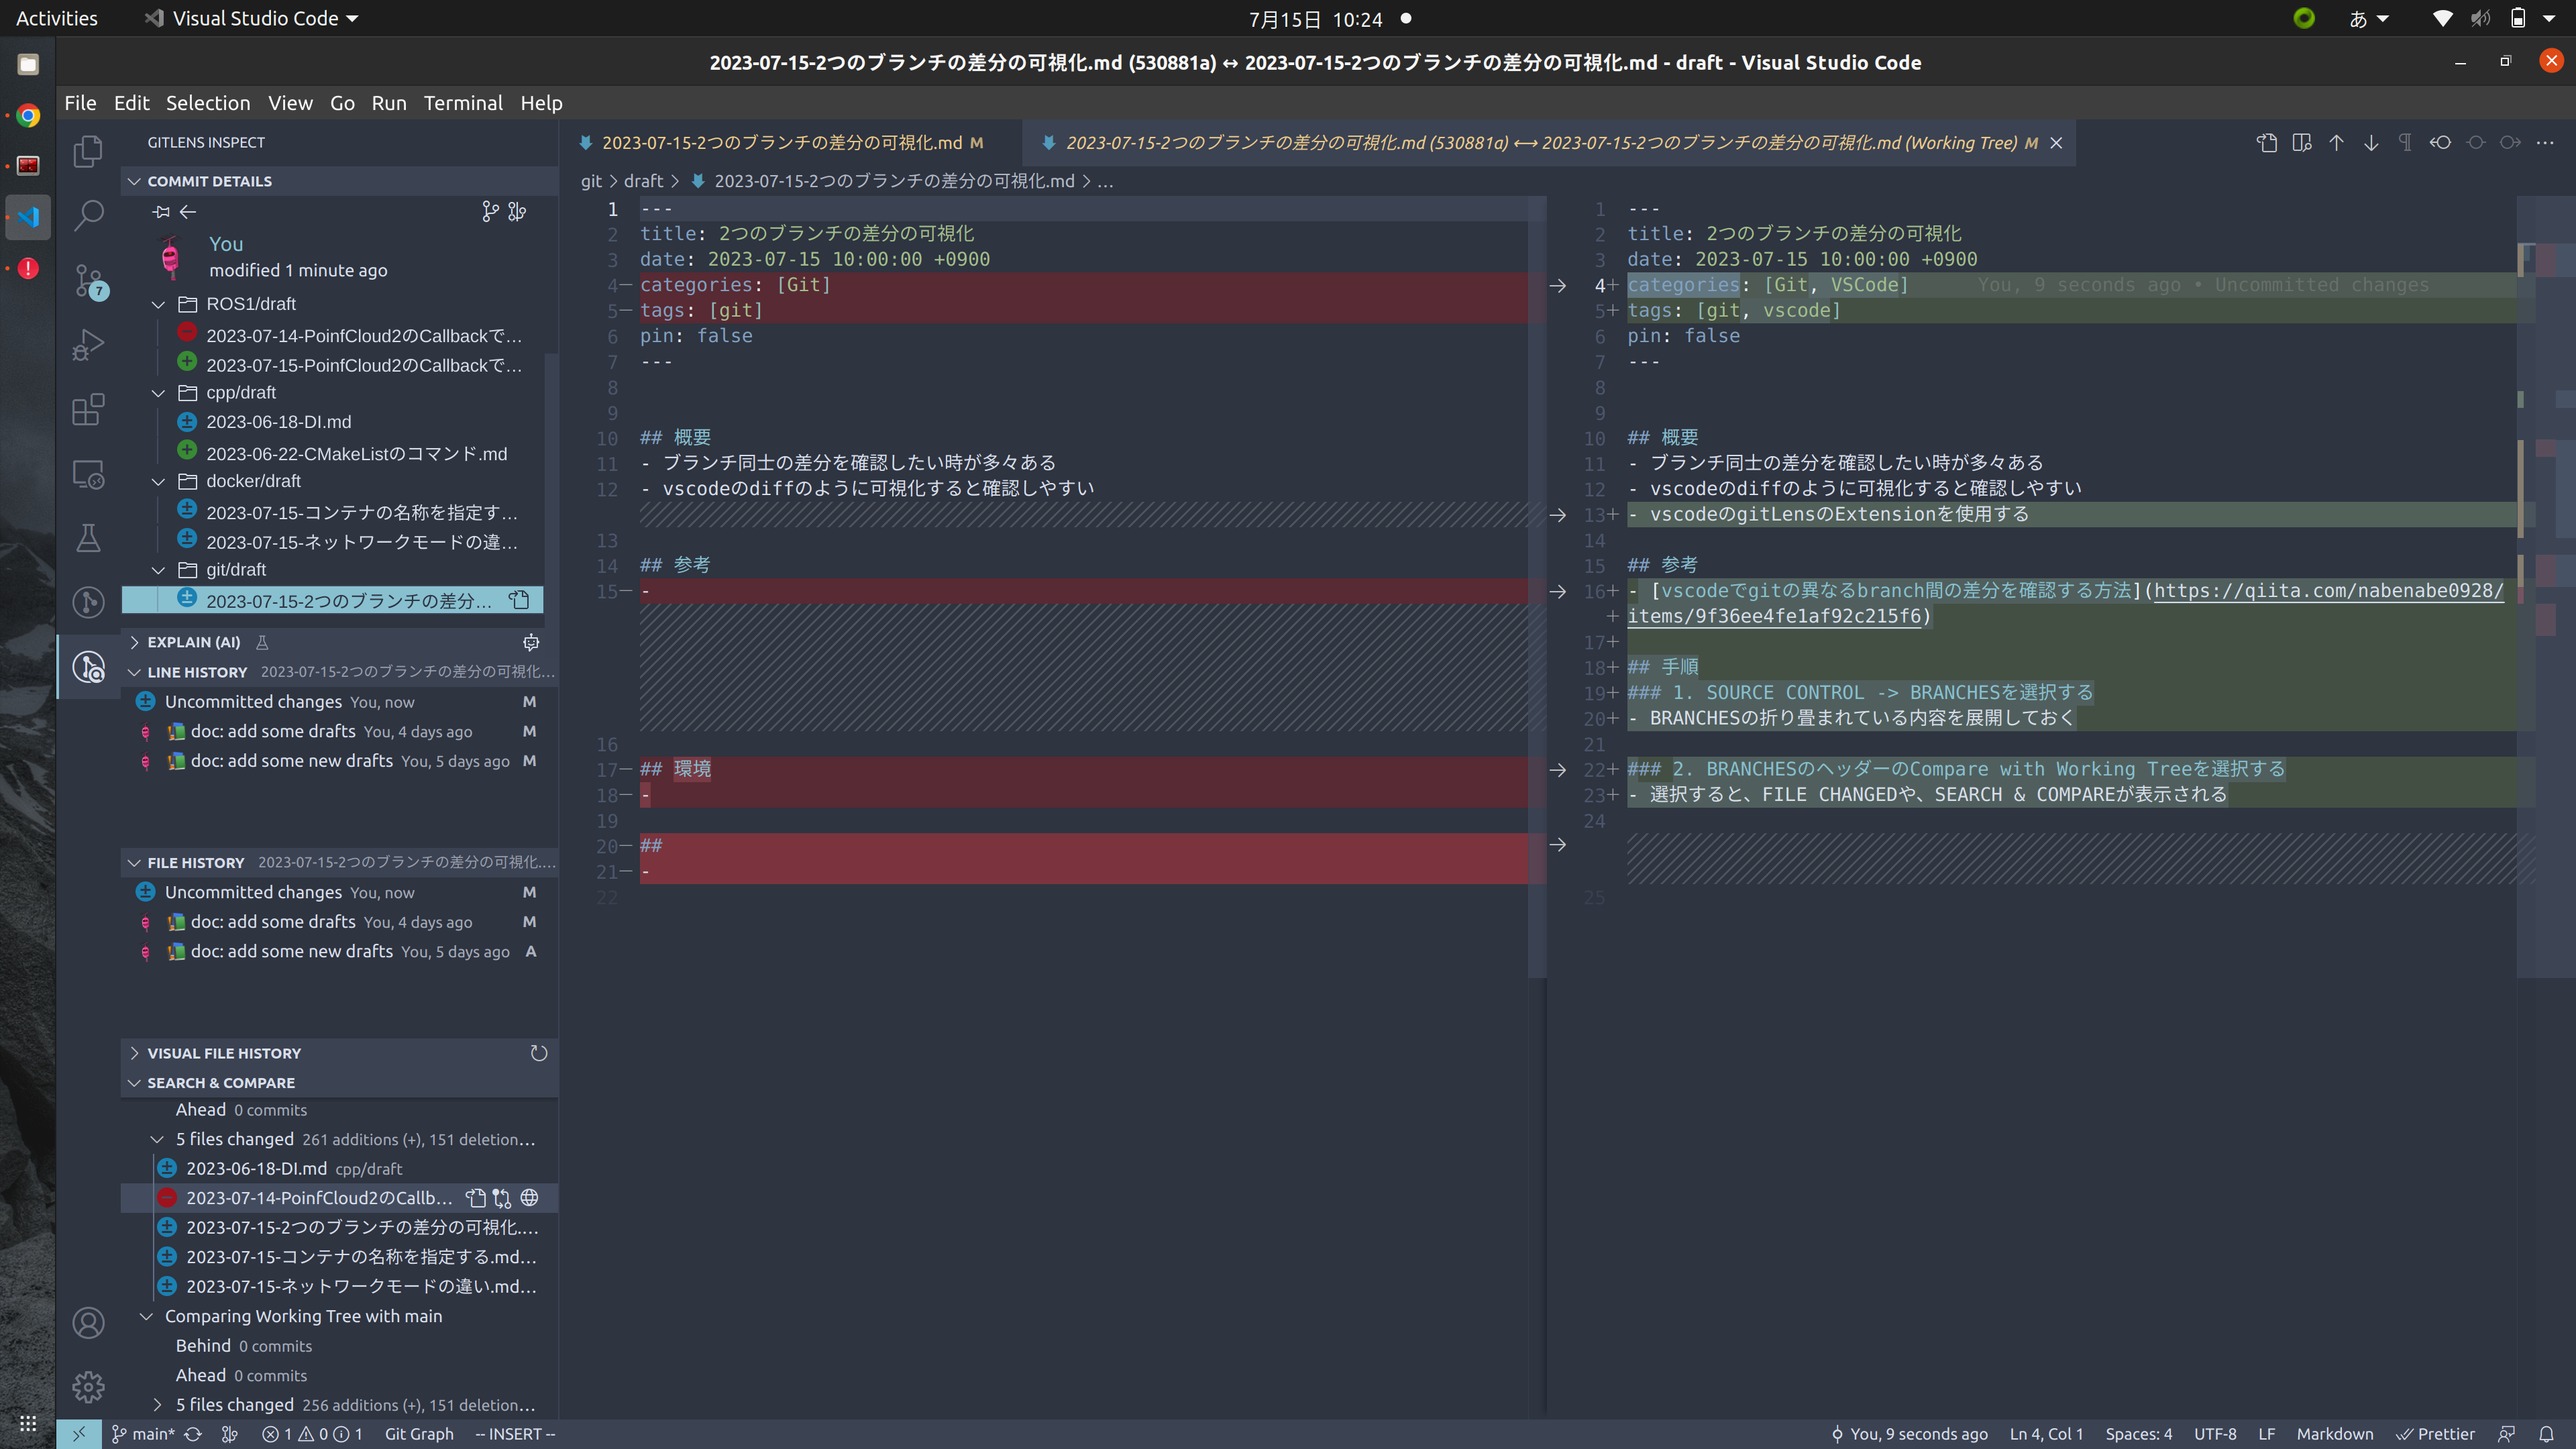 Activities
Visual Studio Code
7月15日 10:24
あ
2023-07-15-2つのブランチの差分の可視化.md (530881a) ↔ 2023-07-15-2つのブランチの差分の可視化.md - draft - Visual Studio Code
File Edit Selection View Go Run Terminal Help
GITLENS INSPECT
COMMIT DETAILS
You
modified 1 minute ago
ROS1/draft
2023-07-14-PoinfCloud2のCallbackで…
2023-07-15-PoinfCloud2のCallbackで…
cpp/draft
2023-06-18-DI.md
2023-06-22-CMakeListのコマンド.md
docker/draft
2023-07-15-コンテナの名称を指定す…
2023-07-15-ネットワークモードの違…
git/draft
2023-07-15-2つのブランチの差分…
7
EXPLAIN (AI)
LINE HISTORY 2023-07-15-2つのブランチの差分の可視化…
Uncommitted changes You, now M
doc: add some drafts You, 4 days ago M
doc: add some new drafts You, 5 days ago M
FILE HISTORY 2023-07-15-2つのブランチの差分の可視化.…
Uncommitted changes You, now M
doc: add some drafts You, 4 days ago M
doc: add some new drafts You, 5 days ago A
VISUAL FILE HISTORY
SEARCH & COMPARE
Ahead 0 commits
5 files changed 261 additions (+), 151 deletion…
2023-06-18-DI.md cpp/draft
2023-07-14-PoinfCloud2のCallb…
2023-07-15-2つのブランチの差分の可視化.…
2023-07-15-コンテナの名称を指定する.md…
2023-07-15-ネットワークモードの違い.md…
Comparing Working Tree with main
Behind 0 commits
Ahead 0 commits
5 files changed 256 additions (+), 151 deletion…
2023-07-15-2つのブランチの差分の可視化.md M
2023-07-15-2つのブランチの差分の可視化.md (530881a) ⟷ 2023-07-15-2つのブランチの差分の可視化.md (Working Tree) M
git > draft > 2023-07-15-2つのブランチの差分の可視化.md > …
1 ---
2 title: 2つのブランチの差分の可視化
3 date: 2023-07-15 10:00:00 +0900
4— categories: [Git]
5— tags: [git]
6 pin: false
7 ---
8
9
10 ## 概要
11 - ブランチ同士の差分を確認したい時が多々ある
12 - vscodeのdiffのように可視化すると確認しやすい
13
14 ## 参考
15— -
16
17— ## 環境
18— -
19
20— ##
21— -
22
1 ---
2 title: 2つのブランチの差分の可視化
3 date: 2023-07-15 10:00:00 +0900
4+ categories: [Git, VSCode] You, 9 seconds ago • Uncommitted changes
5+ tags: [git, vscode]
6 pin: false
7 ---
8
9
10 ## 概要
11 - ブランチ同士の差分を確認したい時が多々ある
12 - vscodeのdiffのように可視化すると確認しやすい
13+ - vscodeのgitLensのExtensionを使用する
14
15 ## 参考
16+ - [vscodeでgitの異なるbranch間の差分を確認する方法](https://qiita.com/nabenabe0928/
+ items/9f36ee4fe1af92c215f6)
17+
18+ ## 手順
19+ ### 1. SOURCE CONTROL -> BRANCHESを選択する
20+ - BRANCHESの折り畳まれている内容を展開しておく
21
22+ ### 2. BRANCHESのヘッダーのCompare with Working Treeを選択する
23+ - 選択すると、FILE CHANGEDや、SEARCH & COMPAREが表示される
24
25
main* 1 0 1 Git Graph -- INSERT --
You, 9 seconds ago Ln 4, Col 1 Spaces: 4 UTF-8 LF Markdown Prettier